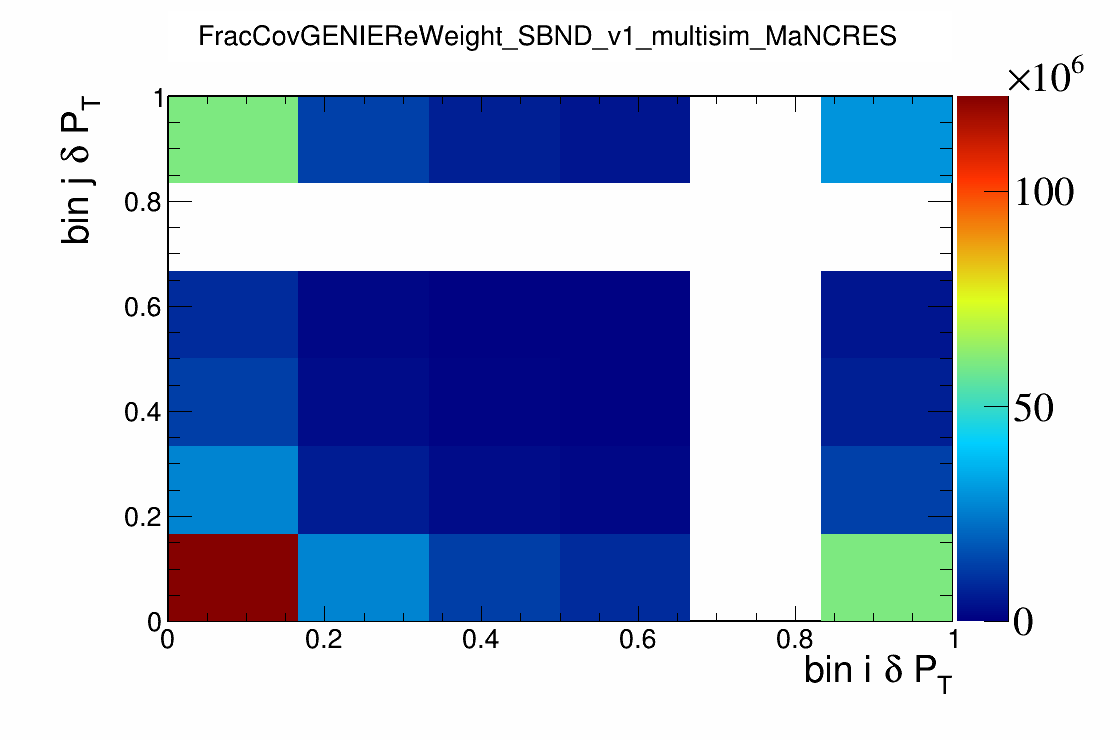 FracCovGENIEReWeight_SBND_v1_multisim_MaNCRES
×10^6
bin j δ P_T
1
0.8
0.6
0.4
0.2
0
100
50
0
0 0.2 0.4 0.6 0.8 1
bin i δ P_T